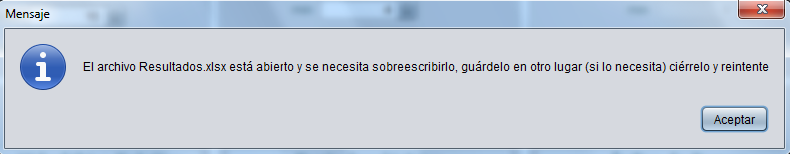 Mensaje
El archivo Resultados.xlsx está abierto y se necesita sobreescribirlo, guárdelo en otro lugar (si lo necesita) ciérrelo y reintente
Aceptar